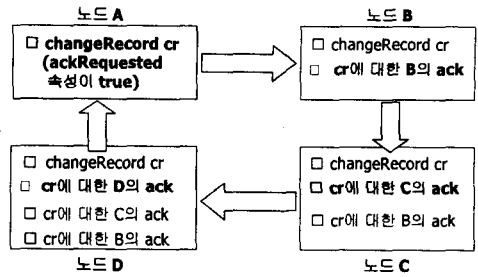 노드 A
□ changeRecord cr
(ackRequested
속성이 true)
노드 B
□ changeRecord cr
□ cr에 대한 B의 ack
□ changeRecord cr
□ cr에 대한 D의 ack
□ cr에 대한 C의 ack
□ cr에 대한 B의 ack
노드 D
□ changeRecord cr
□ cr에 대한 C의 ack
□ cr에 대한 B의 ack
노드 C